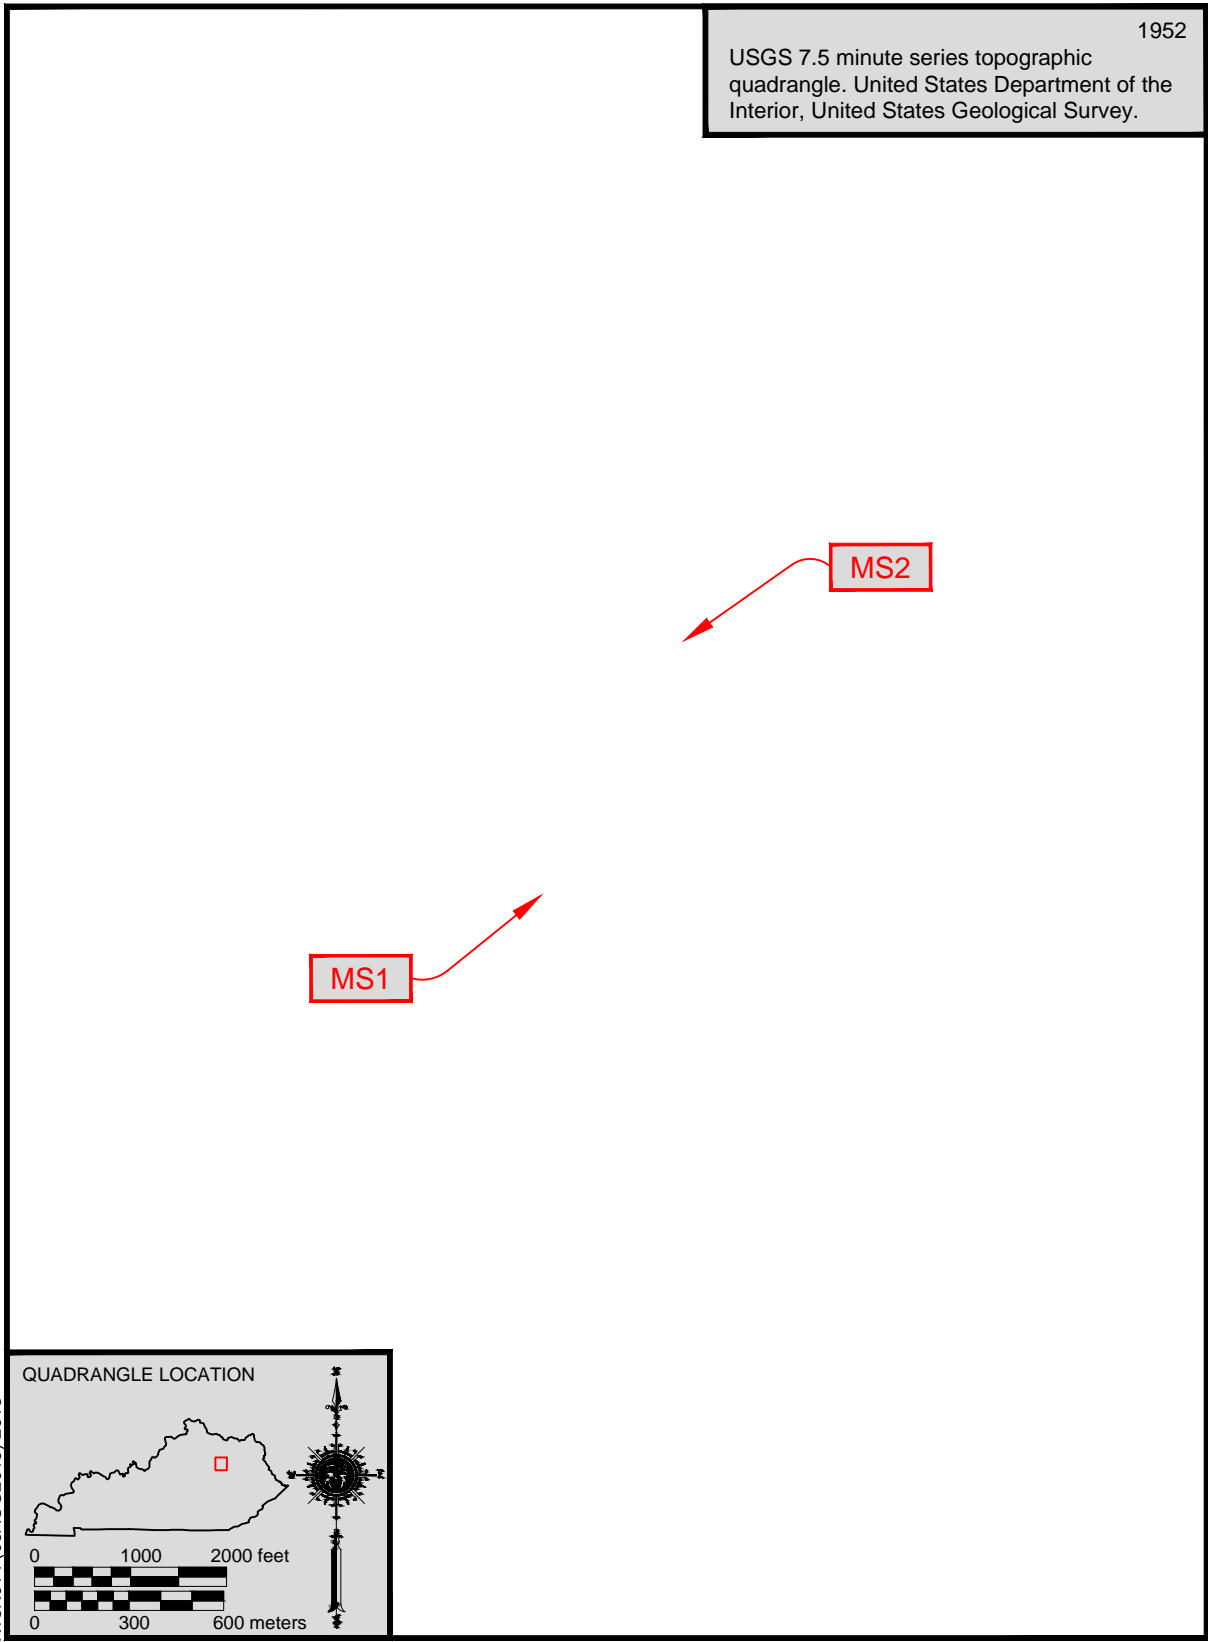 1952
USGS 7.5 minute series topographic
quadrangle. United States Department of the
Interior, United States Geological Survey.
MS2
MS1
QUADRANGLE LOCATION
0 1000 2000 feet
0 300 600 meters